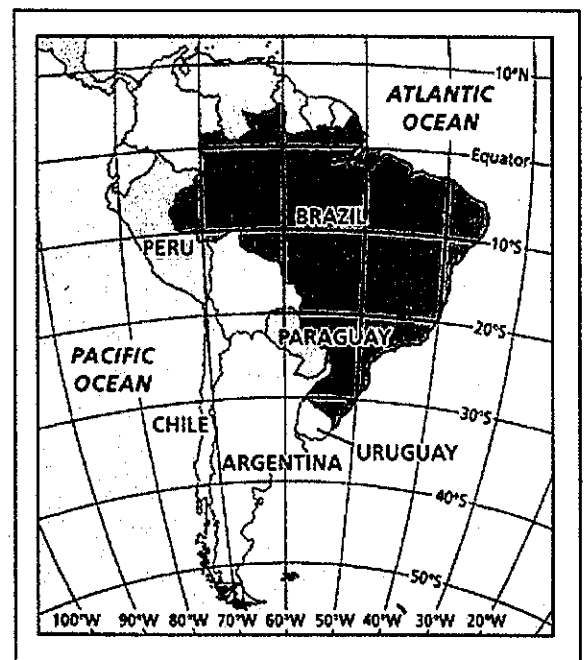 10°N
ATLANTIC
OCEAN
Equator
BRAZIL
PERU
10°S
20°S
PARAGUAY
PACIFIC
OCEAN
30°S
CHILE
URUGUAY
ARGENTINA
40°S
50°S
100°W 90°W 80°W 70°W 60°W 50°W 40°W 30°W 20°W